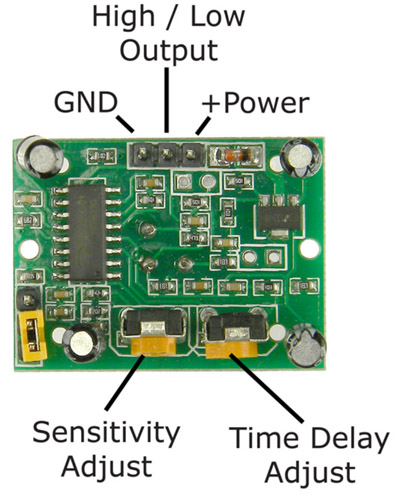 High / Low
Output
GND
+Power
Sensitivity
Adjust
Time Delay
Adjust